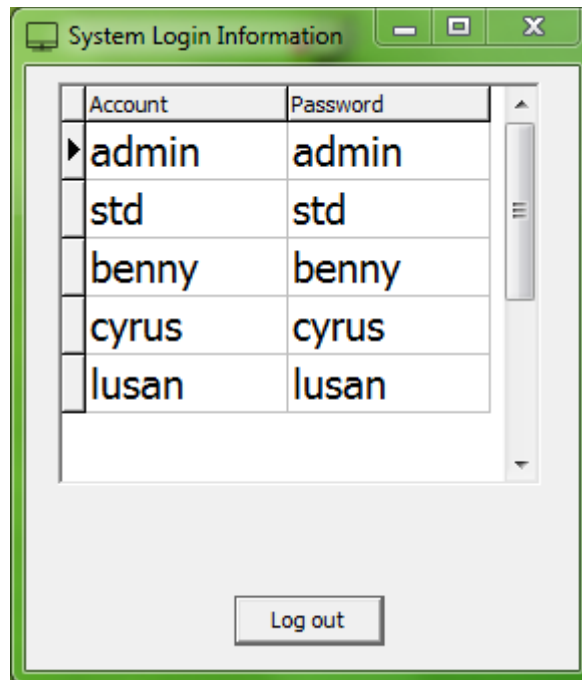 System Login Information
Account Password
admin admin
std std
benny benny
cyrus cyrus
lusan lusan
Log out